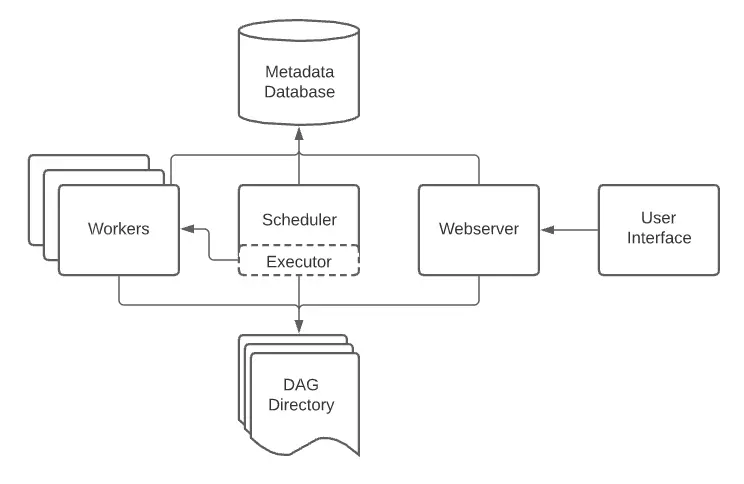 Metadata
Database
Workers
Scheduler
Executor
Webserver
User
Interface
DAG
Directory